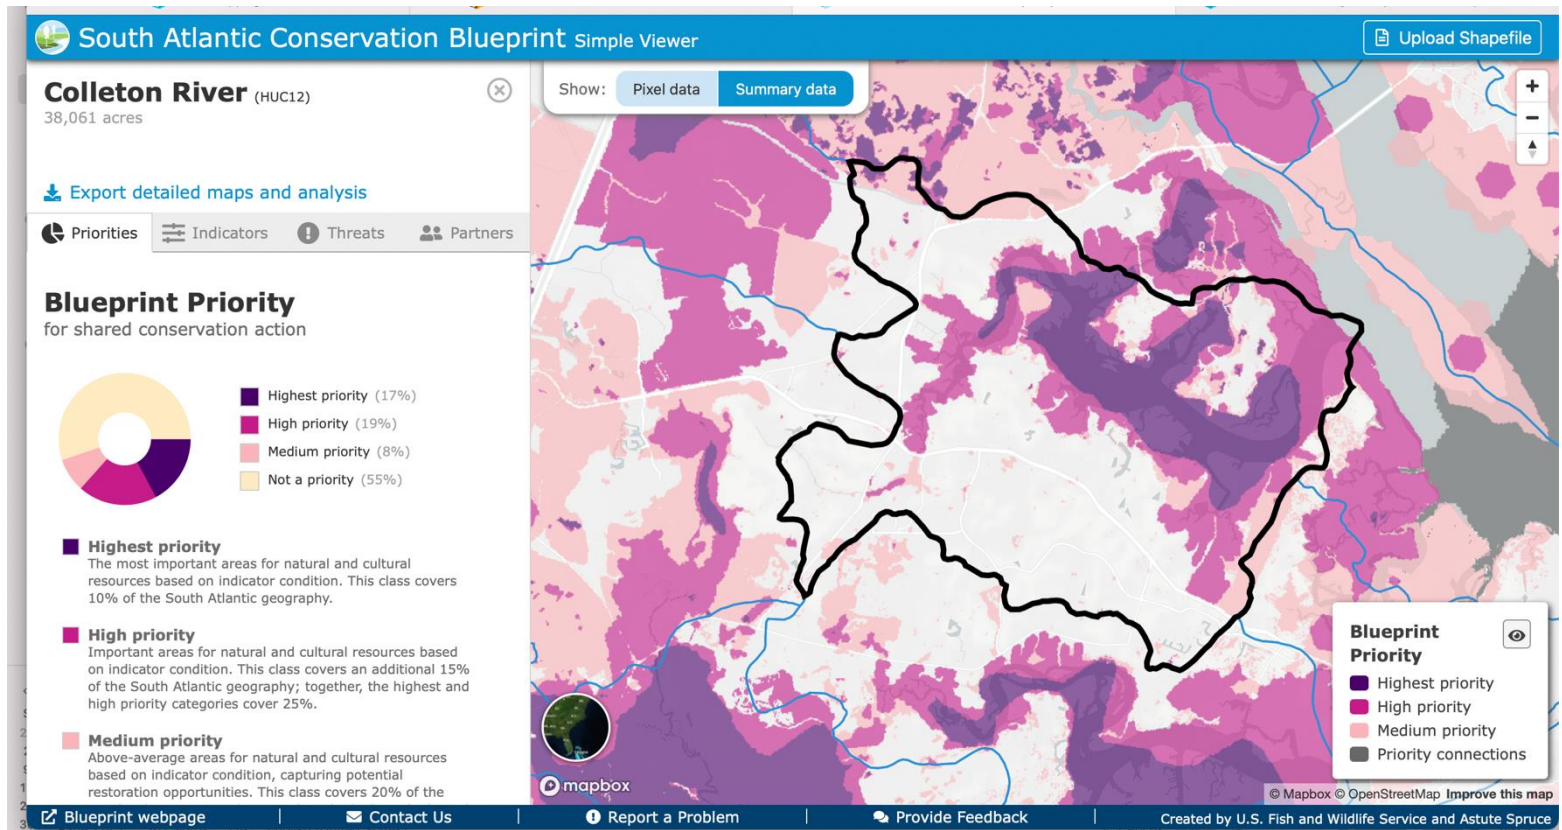 South Atlantic Conservation Blueprint Simple Viewer
Upload Shapefile
Colleton River (HUC12)
38,061 acres
Export detailed maps and analysis
Priorities
Indicators
Threats
Partners
Blueprint Priority
for shared conservation action
Highest priority (17%)
High priority (19%)
Medium priority (8%)
Not a priority (55%)
Highest priority
The most important areas for natural and cultural
resources based on indicator condition. This class covers
10% of the South Atlantic geography.
High priority
Important areas for natural and cultural resources based
on indicator condition. This class covers an additional 15%
of the South Atlantic geography; together, the highest and
high priority categories cover 25%.
Medium priority
Above-average areas for natural and cultural resources
based on indicator condition, capturing potential
restoration opportunities. This class covers 20% of the
Show:
Pixel data
Summary data
+
−
Blueprint
Priority
Highest priority
High priority
Medium priority
Priority connections
mapbox
© Mapbox © OpenStreetMap Improve this map
Blueprint webpage
Contact Us
Report a Problem
Provide Feedback
Created by U.S. Fish and Wildlife Service and Astute Spruce